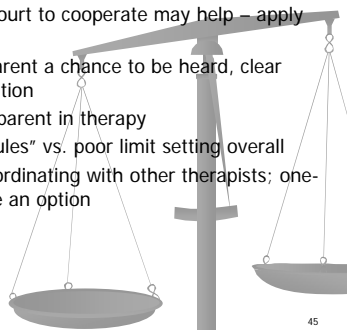 ourt to cooperate may help – apply
arent a chance to be heard, clear
tion
parent in therapy
ules" vs. poor limit setting overall
ordinating with other therapists; one-
e an option
45